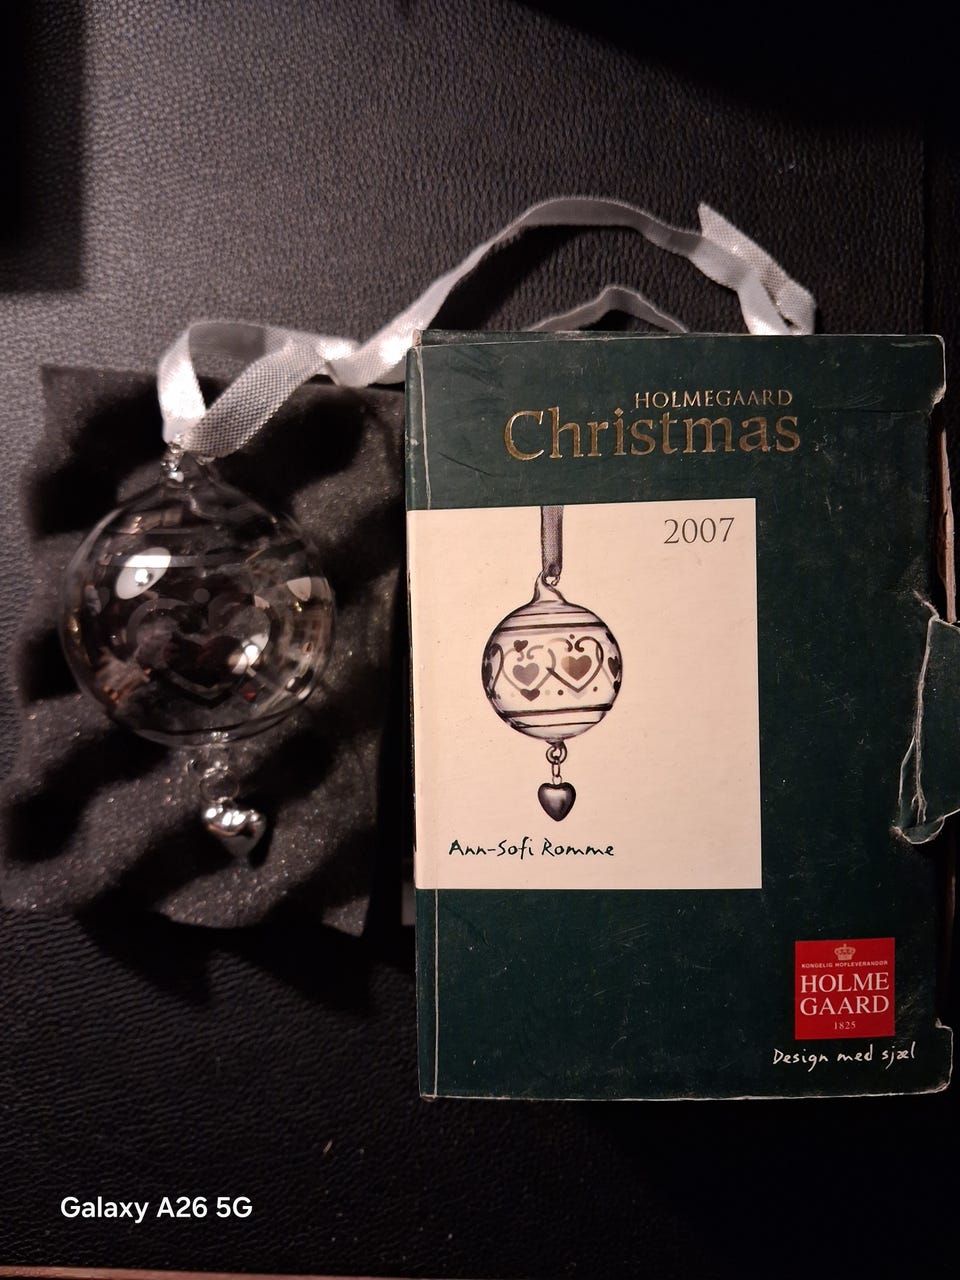 HOLMEGAARD
Christmas
2007
Ann-Sofi Romme
KONGELIG HOFLEVERANDØR
HOLME
GAARD
1825
Design med sjæl
Galaxy A26 5G